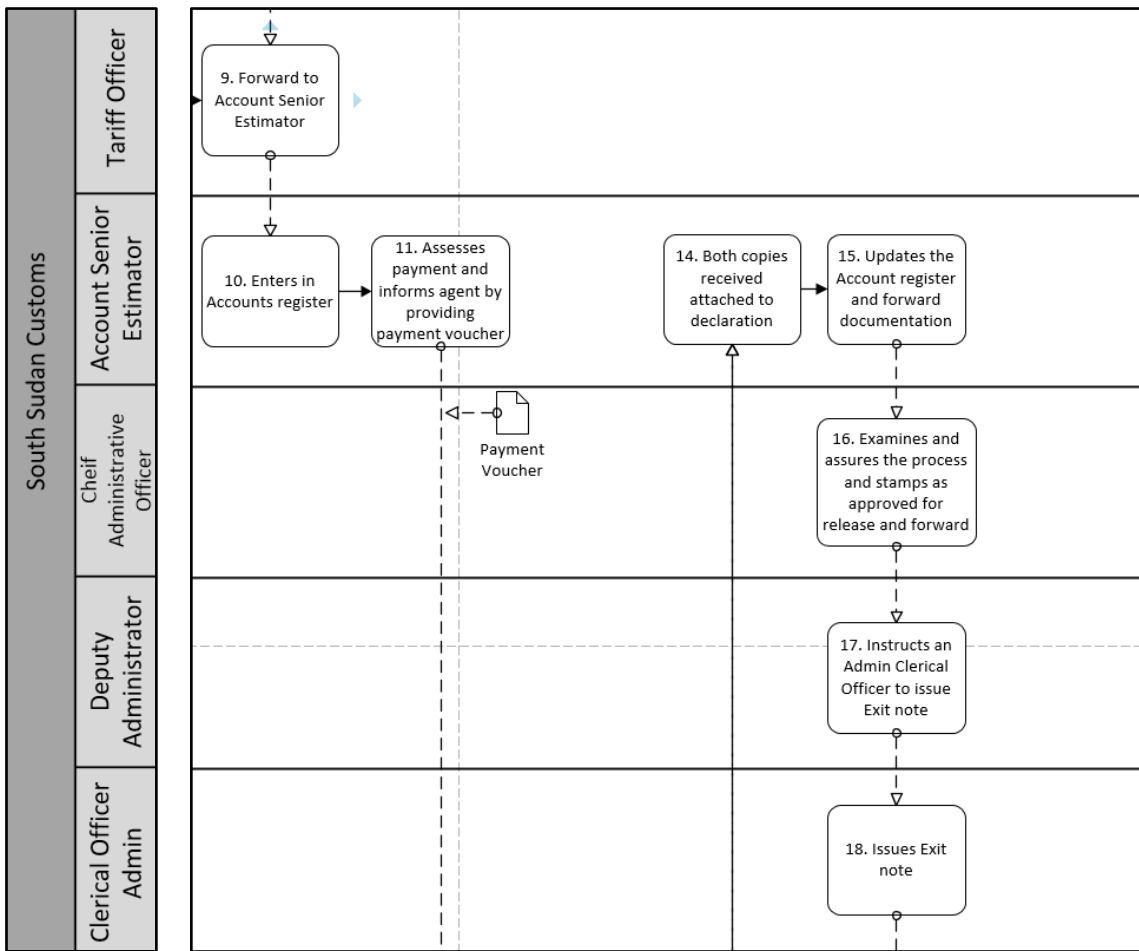 South Sudan Customs
Tariff Officer
9. Forward to
Account Senior
Estimator
Account Senior
Estimator
10. Enters in
Accounts register
11. Assesses
payment and
informs agent by
providing
payment voucher
14. Both copies
received
attached to
declaration
15. Updates the
Account register
and forward
documentation
Cheif
Administrative
Officer
Payment
Voucher
16. Examines and
assures the process
and stamps as
approved for
release and forward
Deputy
Administrator
17. Instructs an
Admin Clerical
Officer to issue
Exit note
Clerical Officer
Admin
18. Issues Exit
note